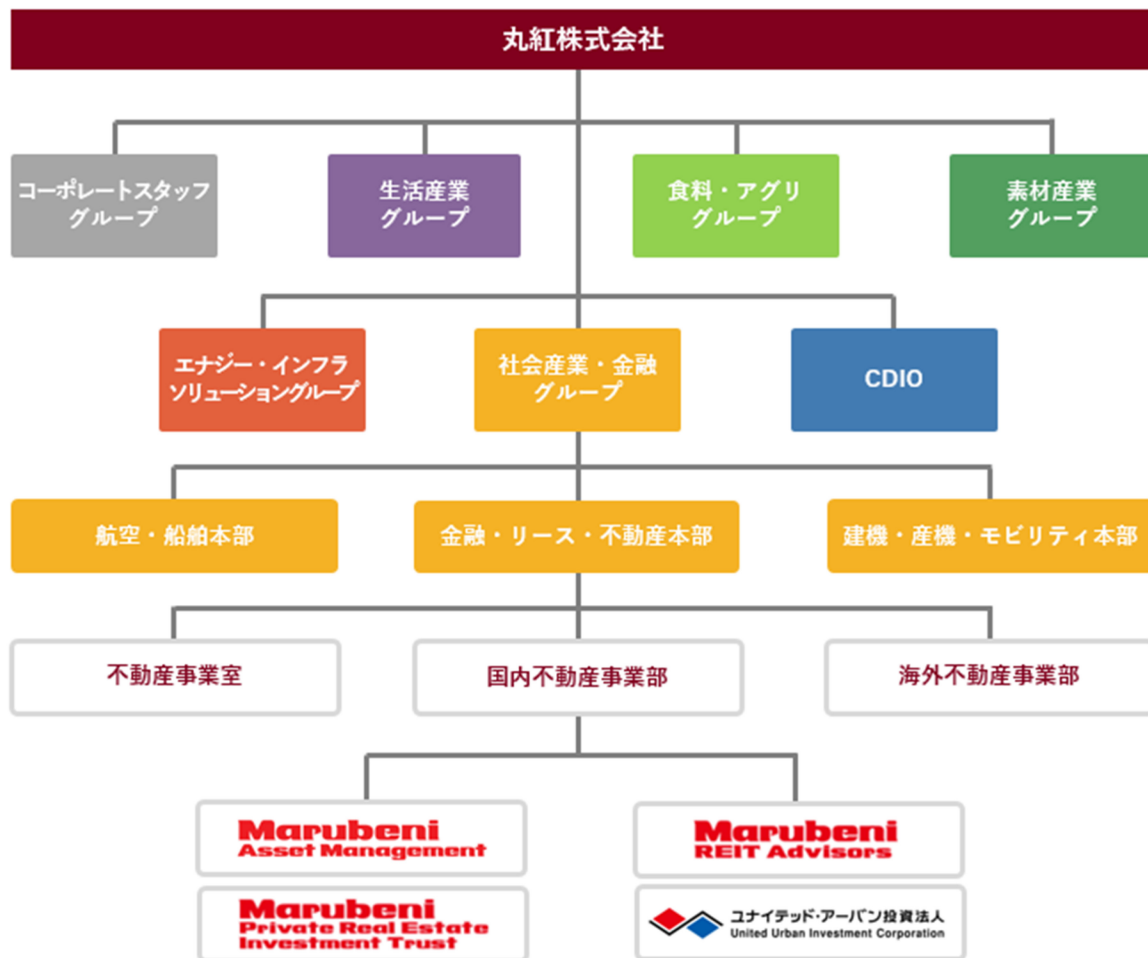 丸紅株式会社
コーポレートスタッフ
グループ
生活産業
グループ
食料・アグリ
グループ
素材産業
グループ
エナジー・インフラ
ソリューショングループ
社会産業・金融
グループ
CDIO
航空・船舶本部
金融・リース・不動産本部
建機・産機・モビリティ本部
不動産事業室
国内不動産事業部
海外不動産事業部
Marubeni
Asset Management
Marubeni
REIT Advisors
Marubeni
Private Real Estate
Investment Trust
ユナイテッド・アーバン投資法人
United Urban Investment Corporation